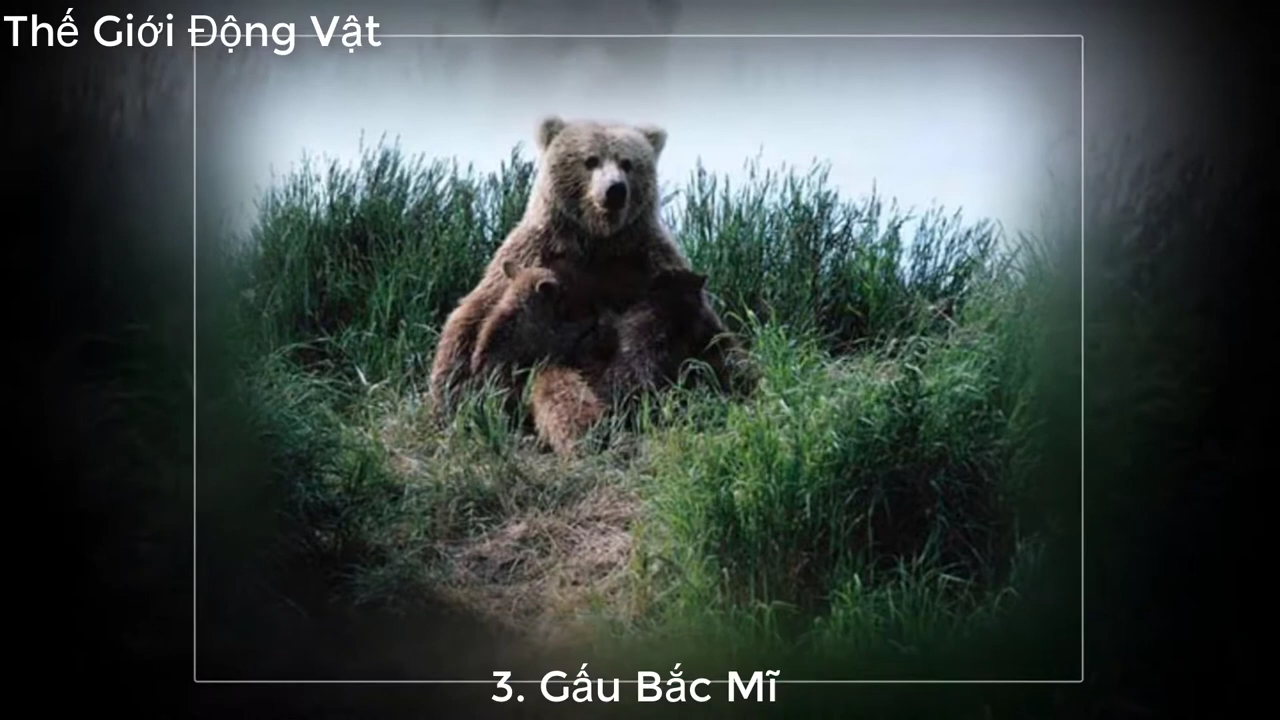 Thế Giới Động Vật
3. Gấu Bắc Mĩ